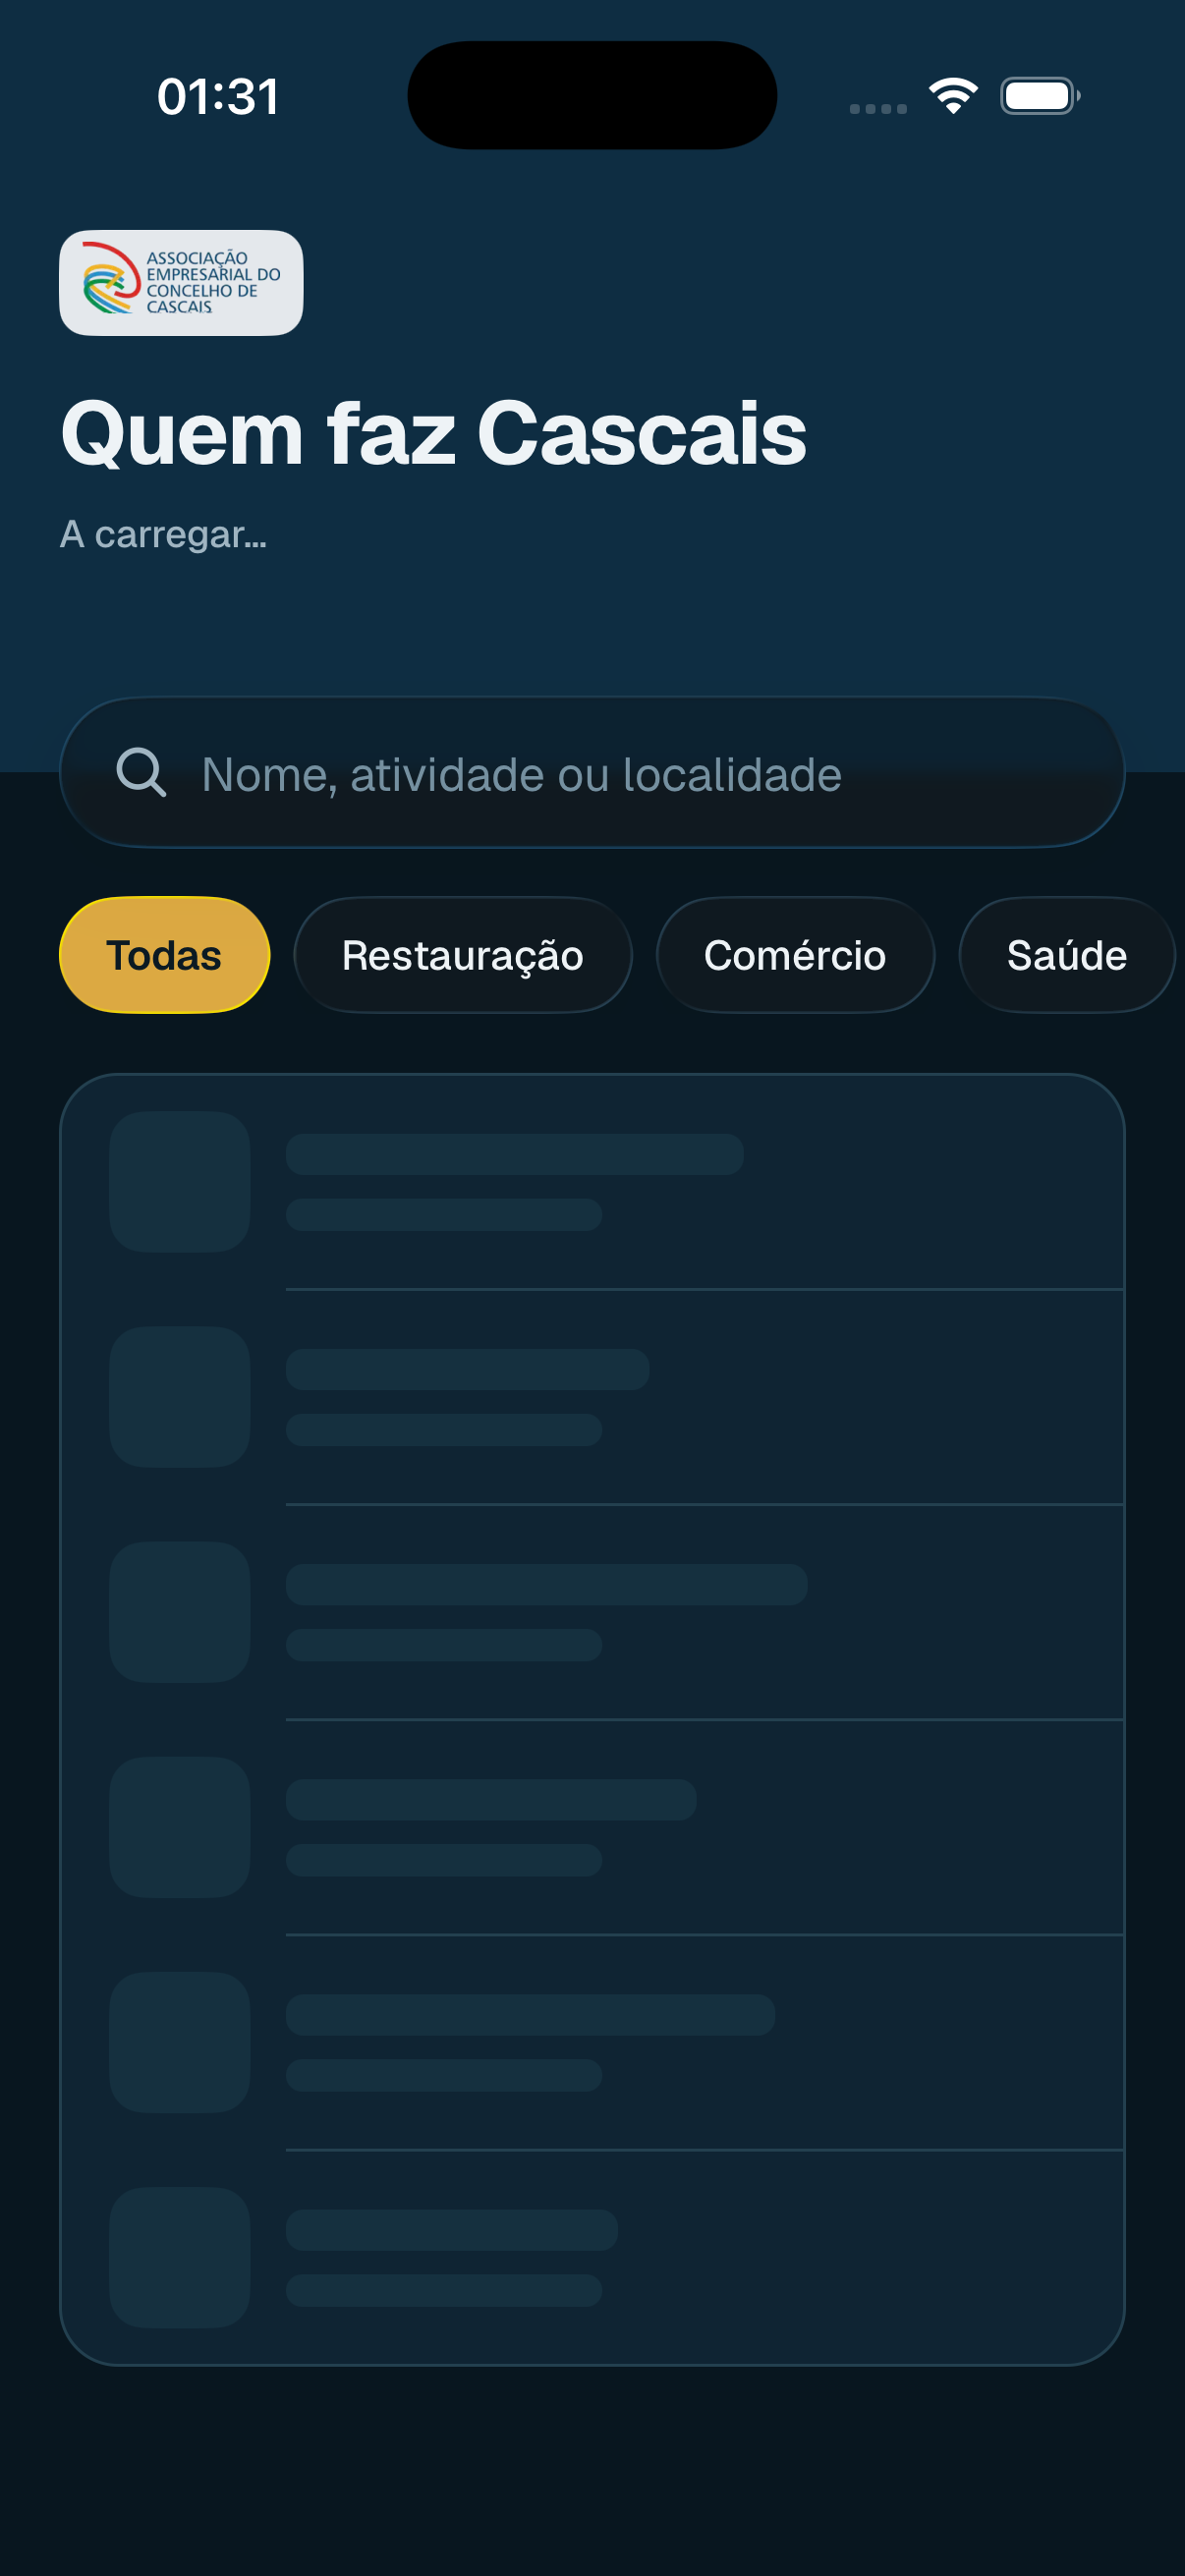 01:31
ASSOCIAÇÃO
EMPRESARIAL DO
CONCELHO DE
CASCAIS
Quem faz Cascais
A carregar...
Nome, atividade ou localidade
Todas
Restauração
Comércio
Saúde